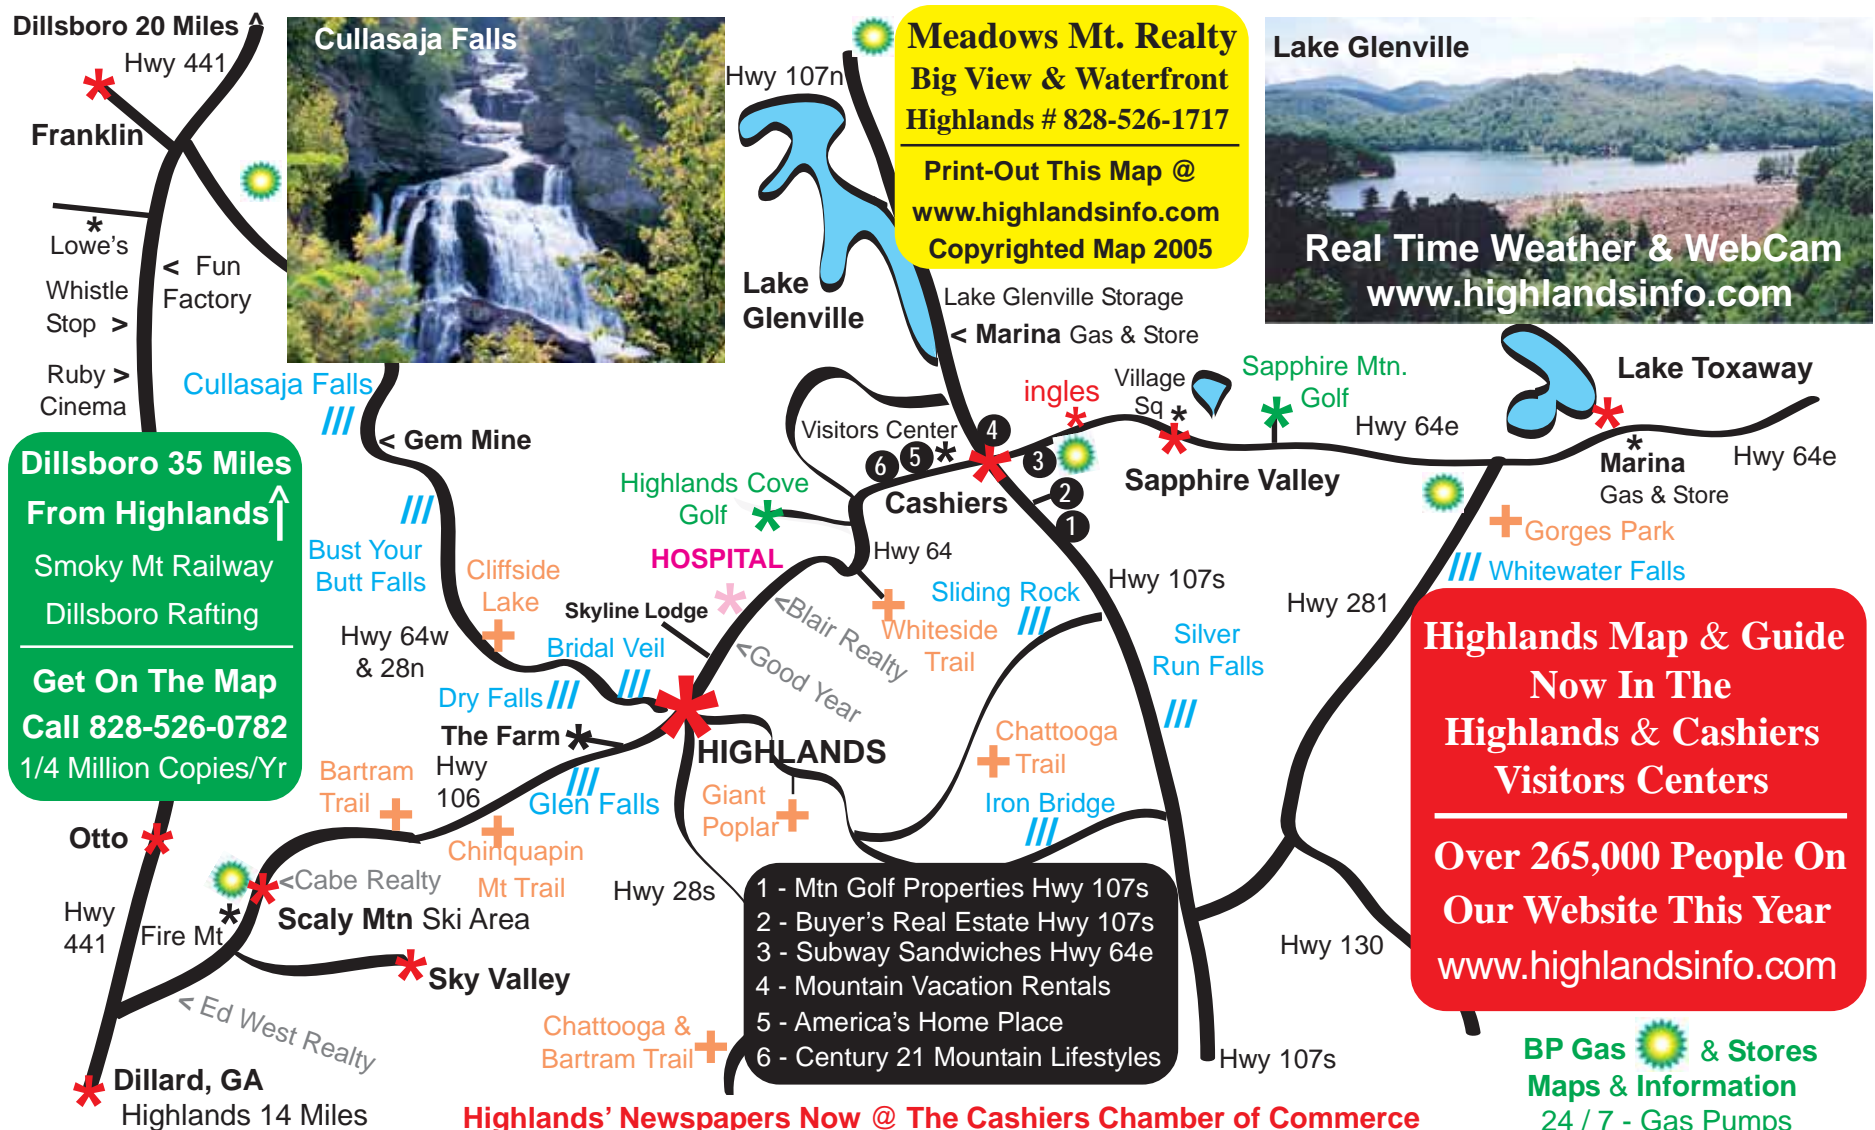 Dillsboro 20 Miles ^
Hwy 441
Franklin
*
Lowe's
< Fun
Factory
Whistle
Stop >
Ruby >
Cinema
Cullasaja Falls
Hwy 107n
Meadows Mt. Realty
Big View & Waterfront
Highlands # 828-526-1717
Print-Out This Map @
www.highlandsinfo.com
Copyrighted Map 2005
Lake Glenville
Real Time Weather & WebCam
www.highlandsinfo.com
Lake
Glenville
Lake Glenville Storage
< Marina Gas & Store
Cullasaja Falls
< Gem Mine
Visitors Center
4
5
6
3
2
1
Cashiers
ingles
Village
Sq *
Sapphire Mtn.
Golf
Sapphire Valley
Hwy 64e
Lake Toxaway
Marina
Gas & Store
Hwy 64e
Dillsboro 35 Miles
From Highlands
Smoky Mt Railway
Dillsboro Rafting
Get On The Map
Call 828-526-0782
1/4 Million Copies/Yr
Bust Your
Butt Falls
Highlands Cove
Golf
HOSPITAL
Hwy 64
Cliffside
Lake
Skyline Lodge
<Blair Realty
<Good Year
Whiteside
Trail
Sliding Rock
Hwy 107s
Silver
Run Falls
Hwy 281
Gorges Park
Whitewater Falls
Hwy 64w
& 28n
Bridal Veil
Dry Falls
The Farm
HIGHLANDS
Chattooga
Trail
Iron Bridge
Bartram
Trail
Hwy
106
Glen Falls
Giant
Poplar
Chinquapin
Mt Trail
Otto
<Cabe Realty
Scaly Mtn Ski Area
Hwy
441
Fire Mt
Hwy 28s
Sky Valley
< Ed West Realty
Chattooga &
Bartram Trail
Dillard, GA
Highlands 14 Miles
1 - Mtn Golf Properties Hwy 107s
2 - Buyer's Real Estate Hwy 107s
3 - Subway Sandwiches Hwy 64e
4 - Mountain Vacation Rentals
5 - America's Home Place
6 - Century 21 Mountain Lifestyles
Hwy 107s
Hwy 130
Highlands Map & Guide
Now In The
Highlands & Cashiers
Visitors Centers
Over 265,000 People On
Our Website This Year
www.highlandsinfo.com
BP Gas & Stores
Maps & Information
24 / 7 - Gas Pumps
Highlands' Newspapers Now @ The Cashiers Chamber of Commerce